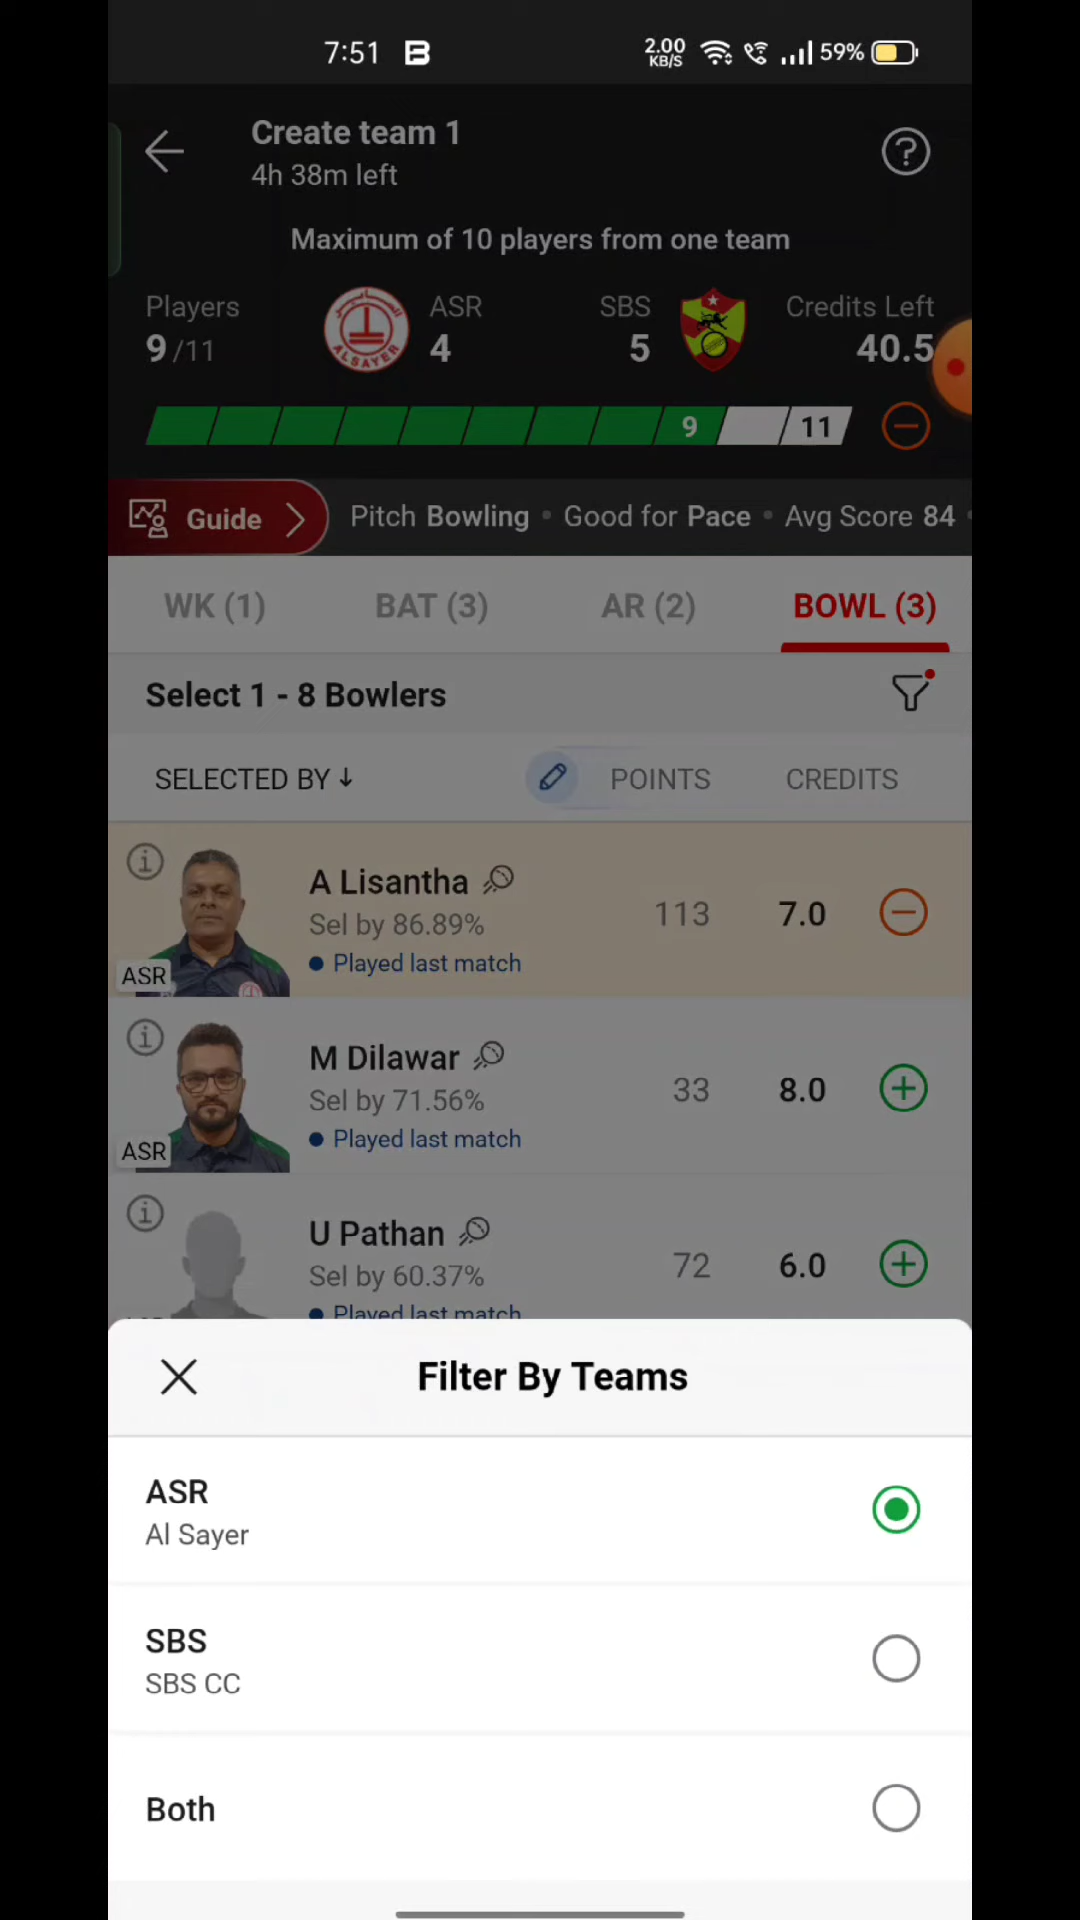 7:51
2.00 KB/S
59%
Create team 1
4h 38m left
Maximum of 10 players from one team
Players
9/11
ALSAYER
ASR
4
SBS
5
Credits Left
40.5
9
11
Guide
Pitch Bowling • Good for Pace • Avg Score 84
WK (1)
BAT (3)
AR (2)
BOWL (3)
Select 1 - 8 Bowlers
SELECTED BY ↓
POINTS
CREDITS
A Lisantha
Sel by 86.89%
Played last match
ASR
113
7.0
M Dilawar
Sel by 71.56%
Played last match
ASR
33
8.0
U Pathan
Sel by 60.37%
Played last match
72
6.0
Filter By Teams
ASR
Al Sayer
SBS
SBS CC
Both